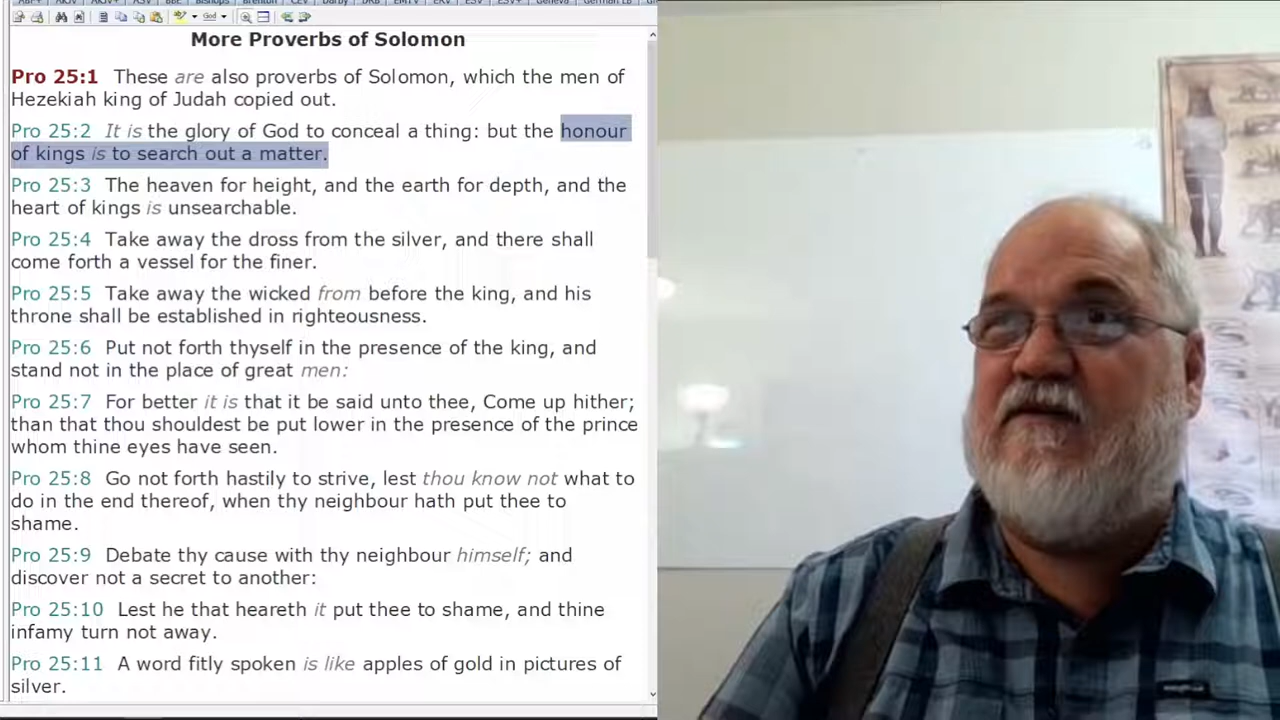 More Proverbs of Solomon
Pro 25:1 These are also proverbs of Solomon, which the men of
Hezekiah king of Judah copied out.
Pro 25:2 It is the glory of God to conceal a thing: but the honour
of kings is to search out a matter.
Pro 25:3 The heaven for height, and the earth for depth, and the
heart of kings is unsearchable.
Pro 25:4 Take away the dross from the silver, and there shall
come forth a vessel for the finer.
Pro 25:5 Take away the wicked from before the king, and his
throne shall be established in righteousness.
Pro 25:6 Put not forth thyself in the presence of the king, and
stand not in the place of great men:
Pro 25:7 For better it is that it be said unto thee, Come up hither;
than that thou shouldest be put lower in the presence of the prince
whom thine eyes have seen.
Pro 25:8 Go not forth hastily to strive, lest thou know not what to
do in the end thereof, when thy neighbour hath put thee to
shame.
Pro 25:9 Debate thy cause with thy neighbour himself; and
discover not a secret to another:
Pro 25:10 Lest he that heareth it put thee to shame, and thine
infamy turn not away.
Pro 25:11 A word fitly spoken is like apples of gold in pictures of
silver.